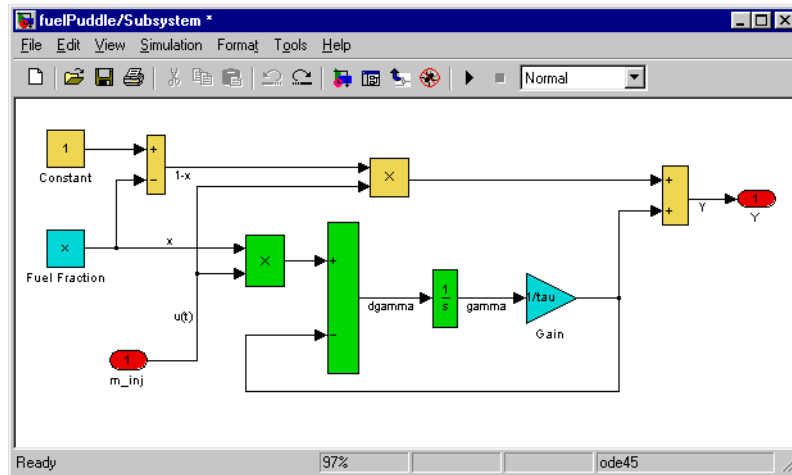 fuelPuddle/Subsystem *
File Edit View Simulation Format Tools Help
Normal
1
Constant
+
−
1-x
×
+
+
Y
1
Y
x
Fuel Fraction
x
×
+
−
dgamma
1
s
gamma
1/tau
Gain
u(t)
1
m_inj
Ready 97% ode45